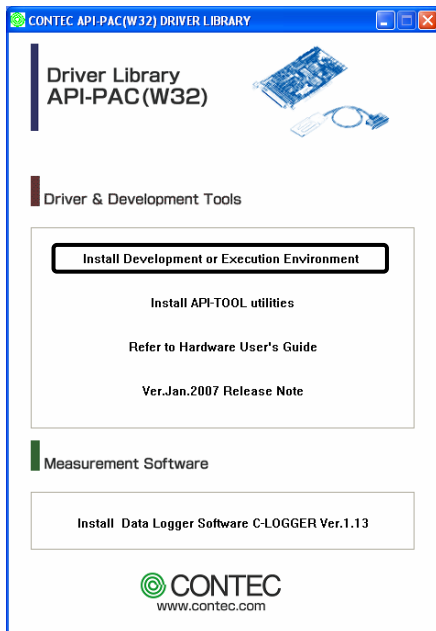 CONTEC API-PAC(W32) DRIVER LIBRARY
Driver Library
API-PAC(W32)
Driver & Development Tools
Install Development or Execution Environment
Install API-TOOL utilities
Refer to Hardware User's Guide
Ver.Jan.2007 Release Note
Measurement Software
Install Data Logger Software C-LOGGER Ver.1.13
CONTEC
www.contec.com